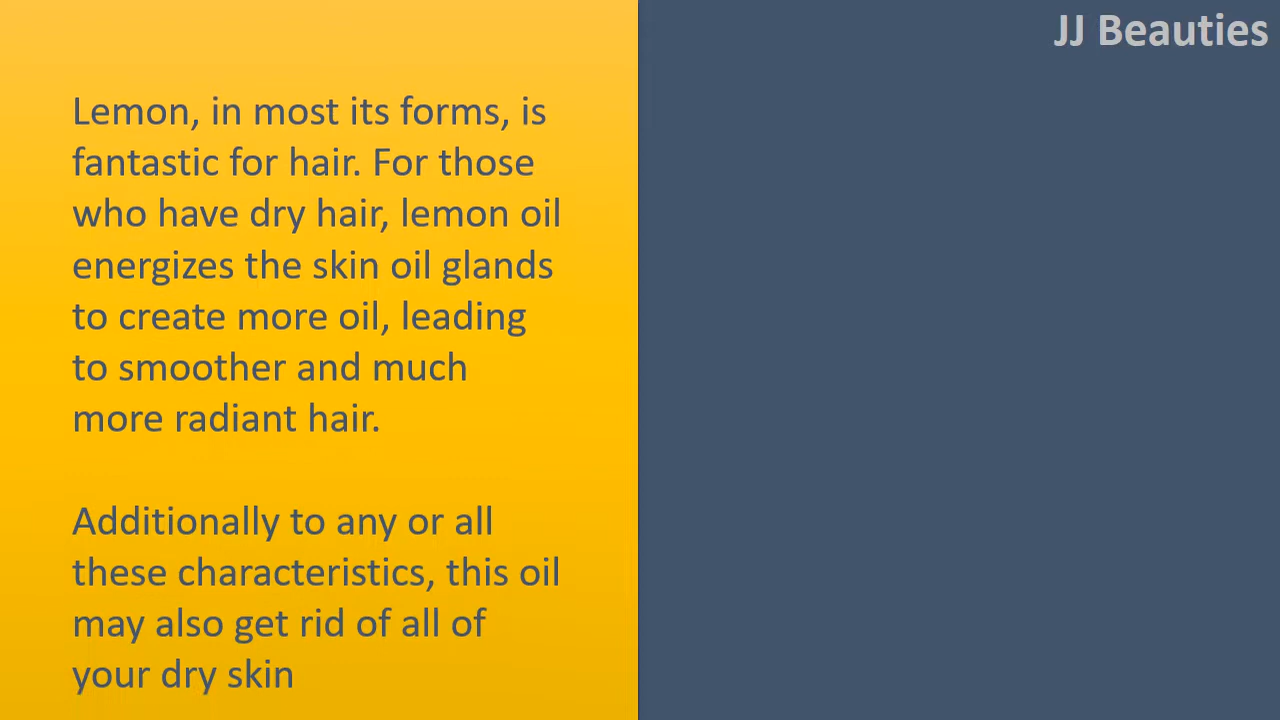 JJ Beauties
Lemon, in most its forms, is
fantastic for hair. For those
who have dry hair, lemon oil
energizes the skin oil glands
to create more oil, leading
to smoother and much
more radiant hair.
Additionally to any or all
these characteristics, this oil
may also get rid of all of
your dry skin